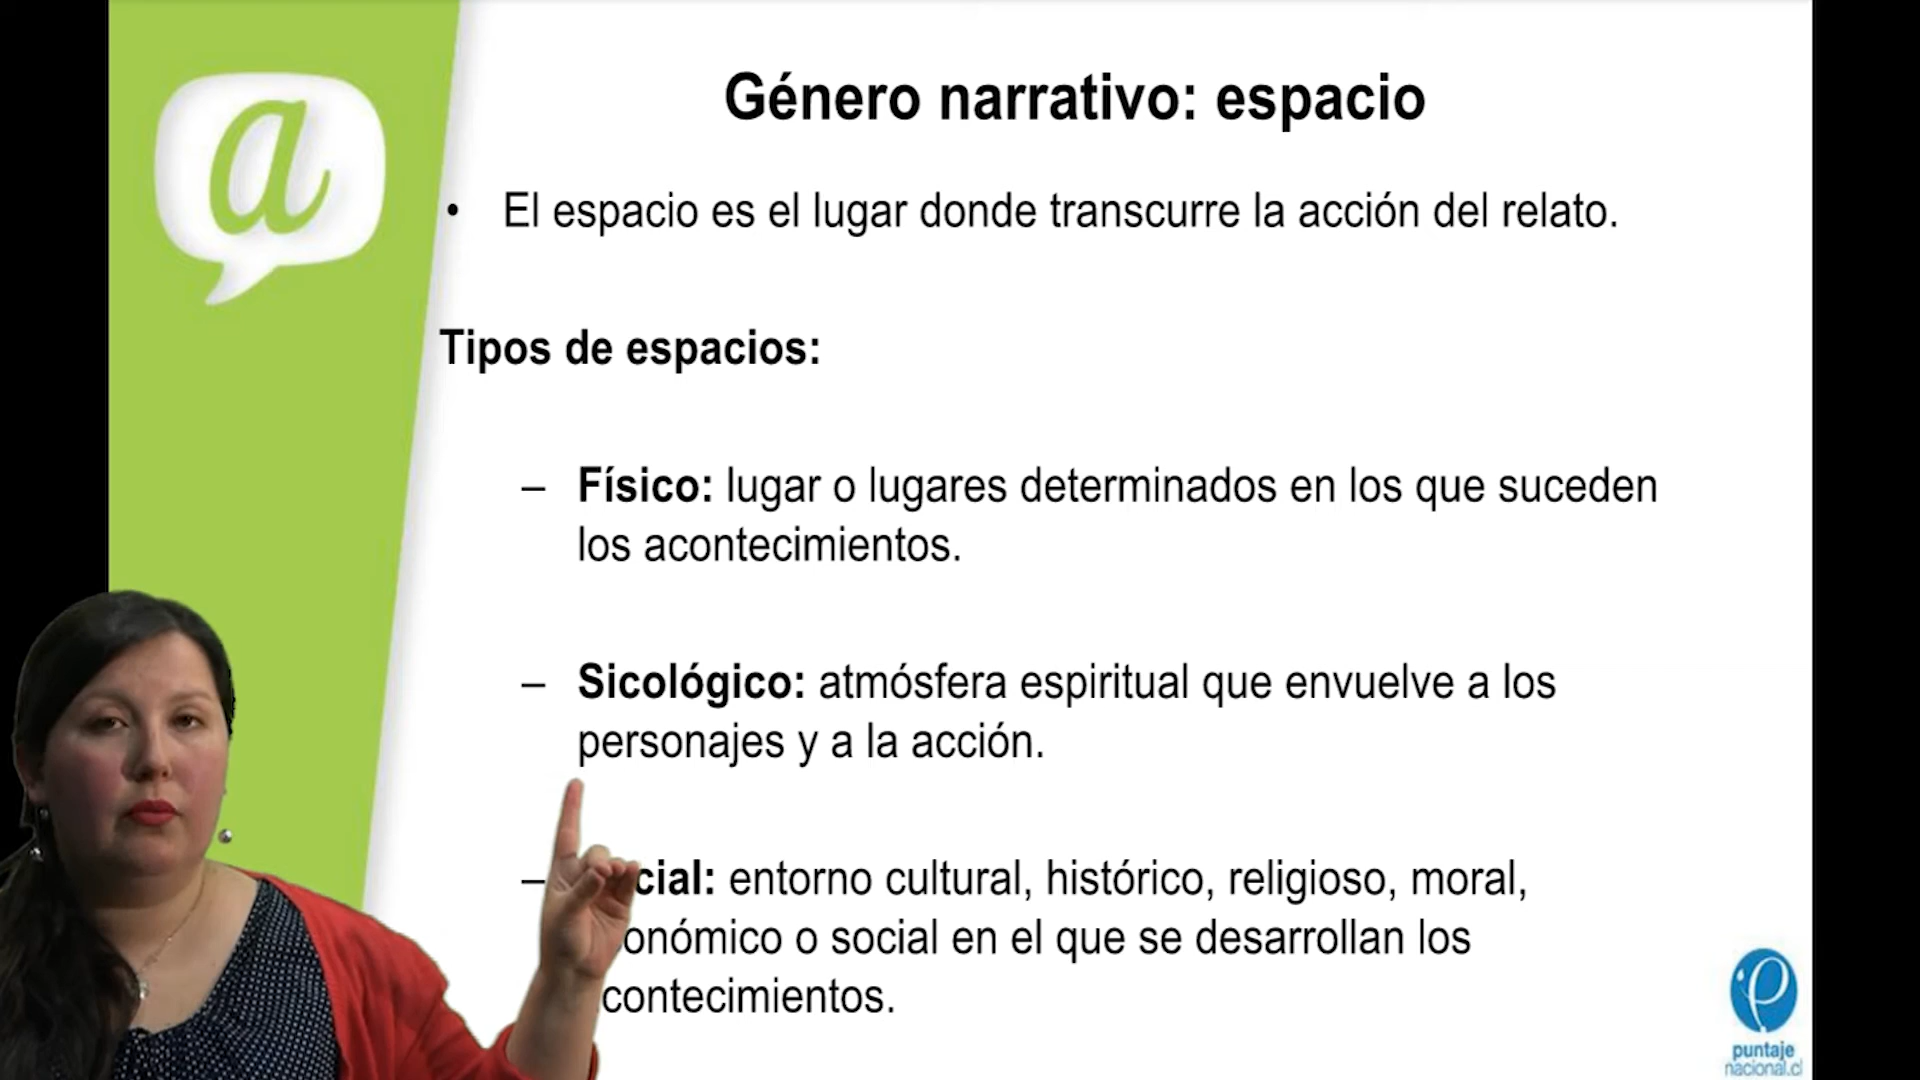 a
Género narrativo: espacio
• El espacio es el lugar donde transcurre la acción del relato.
Tipos de espacios:
– Físico: lugar o lugares determinados en los que suceden
los acontecimientos.
– Sicológico: atmósfera espiritual que envuelve a los
personajes y a la acción.
– cial: entorno cultural, histórico, religioso, moral,
onómico o social en el que se desarrollan los
contecimientos.
puntaje
nacional.cl